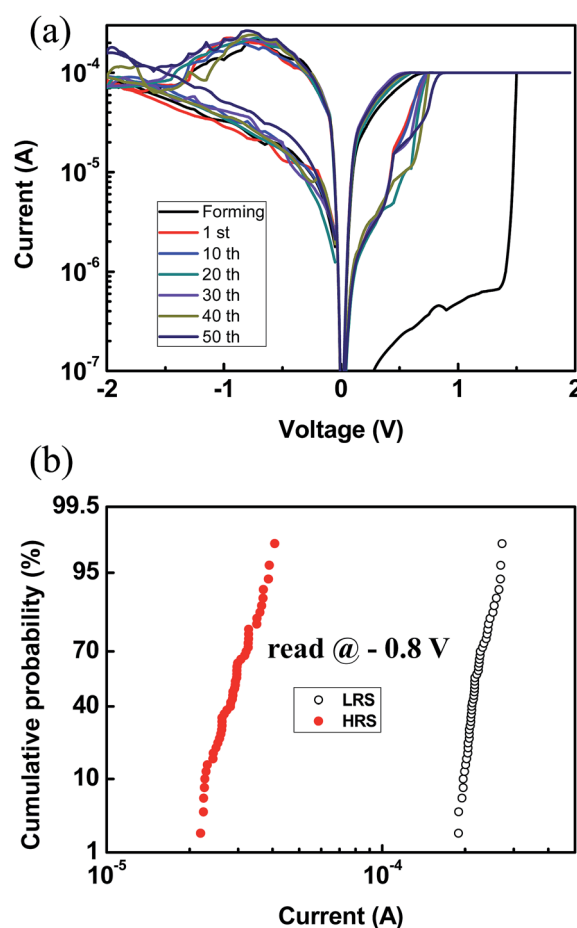 (a)
Current (A)
10⁻⁴
10⁻⁵
10⁻⁶
10⁻⁷
Forming
1 st
10 th
20 th
30 th
40 th
50 th
-2 -1 0 1 2
Voltage (V)
(b)
Cumulative probability (%)
99.5
95
70
40
10
1
read @ - 0.8 V
LRS
HRS
10⁻⁵ 10⁻⁴
Current (A)